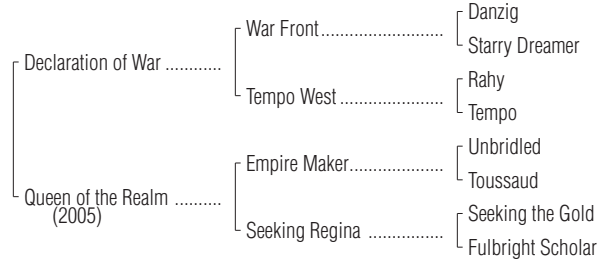 Danzig
War Front........................
Starry Dreamer
Declaration of War ............
Rahy
Tempo West ......................
Tempo
Unbridled
Empire Maker....................
Toussaud
Queen of the Realm ..........
(2005)
Seeking the Gold
Seeking Regina ................
Fulbright Scholar